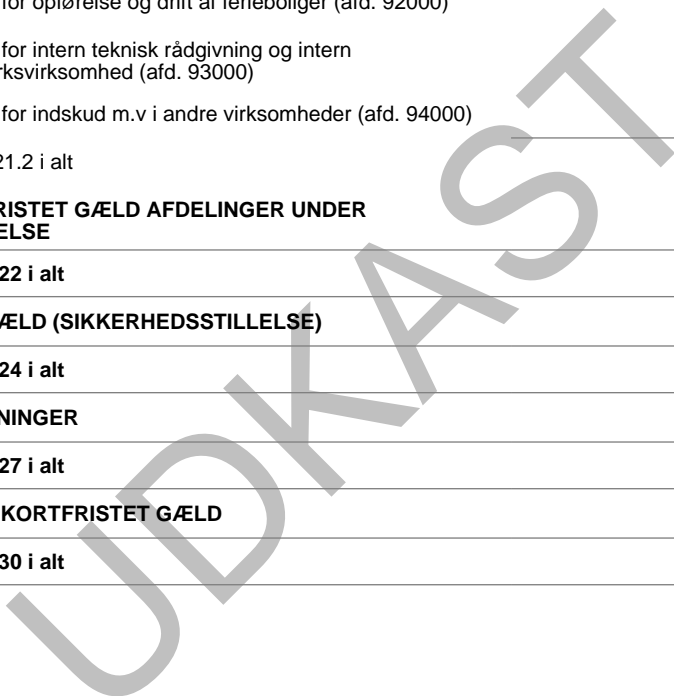 for opførelse og drift af ferieboliger (afd. 92000)
for intern teknisk rådgivning og intern
rksvirksomhed (afd. 93000)
for indskud m.v i andre virksomheder (afd. 94000)
21.2 i alt
RISTET GÆLD AFDELINGER UNDER
ELSE
22 i alt
ÆLD (SIKKERHEDSSTILLELSE)
24 i alt
NINGER
27 i alt
KORTFRISTET GÆLD
30 i alt
UDKAST